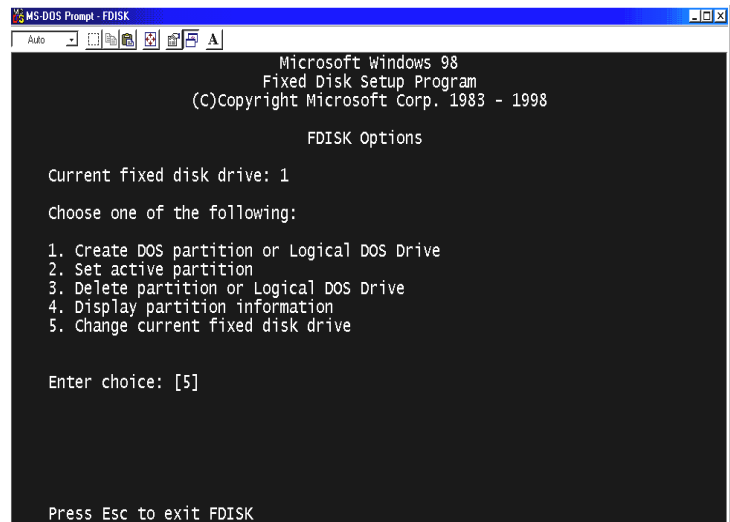 MS-DOS Prompt - FDISK
Auto
A
Microsoft Windows 98
Fixed Disk Setup Program
(C)Copyright Microsoft Corp. 1983 - 1998
FDISK Options
Current fixed disk drive: 1
Choose one of the following:
1. Create DOS partition or Logical DOS Drive
2. Set active partition
3. Delete partition or Logical DOS Drive
4. Display partition information
5. Change current fixed disk drive
Enter choice: [5]
Press Esc to exit FDISK